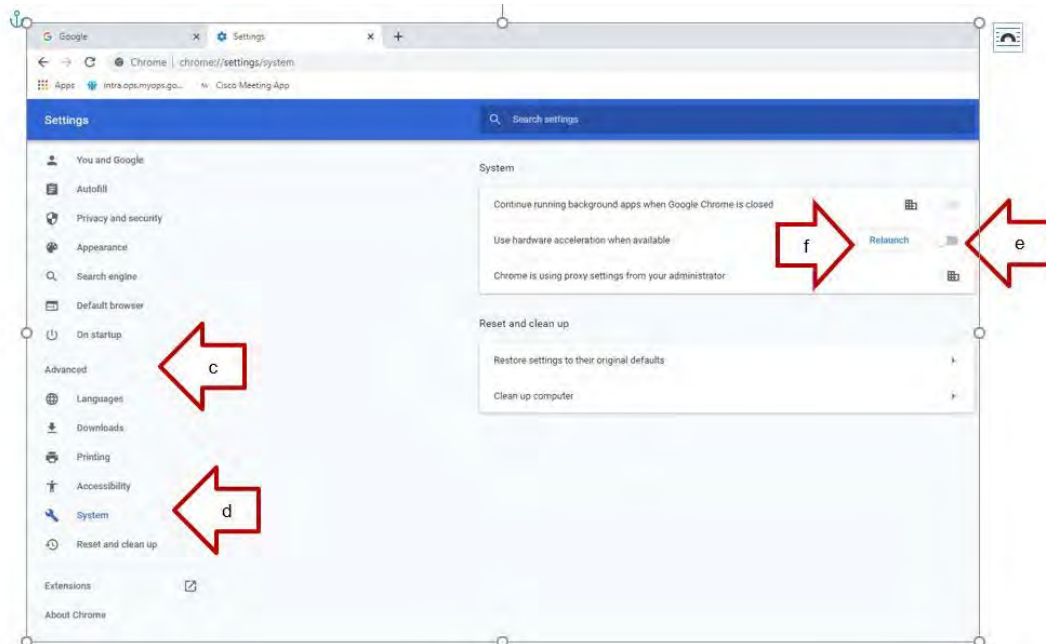 Google
Settings
Chrome | chrome://settings/system
Apps
intra.ops.myops.go...
Cisco Meeting App
Settings
Search settings
You and Google
Autofill
Privacy and security
Appearance
Search engine
Default browser
On startup
Advanced
Languages
Downloads
Printing
Accessibility
System
Reset and clean up
Extensions
About Chrome
c
d
System
Continue running background apps when Google Chrome is closed
Use hardware acceleration when available
f
Relaunch
e
Chrome is using proxy settings from your administrator
Reset and clean up
Restore settings to their original defaults
Clean up computer